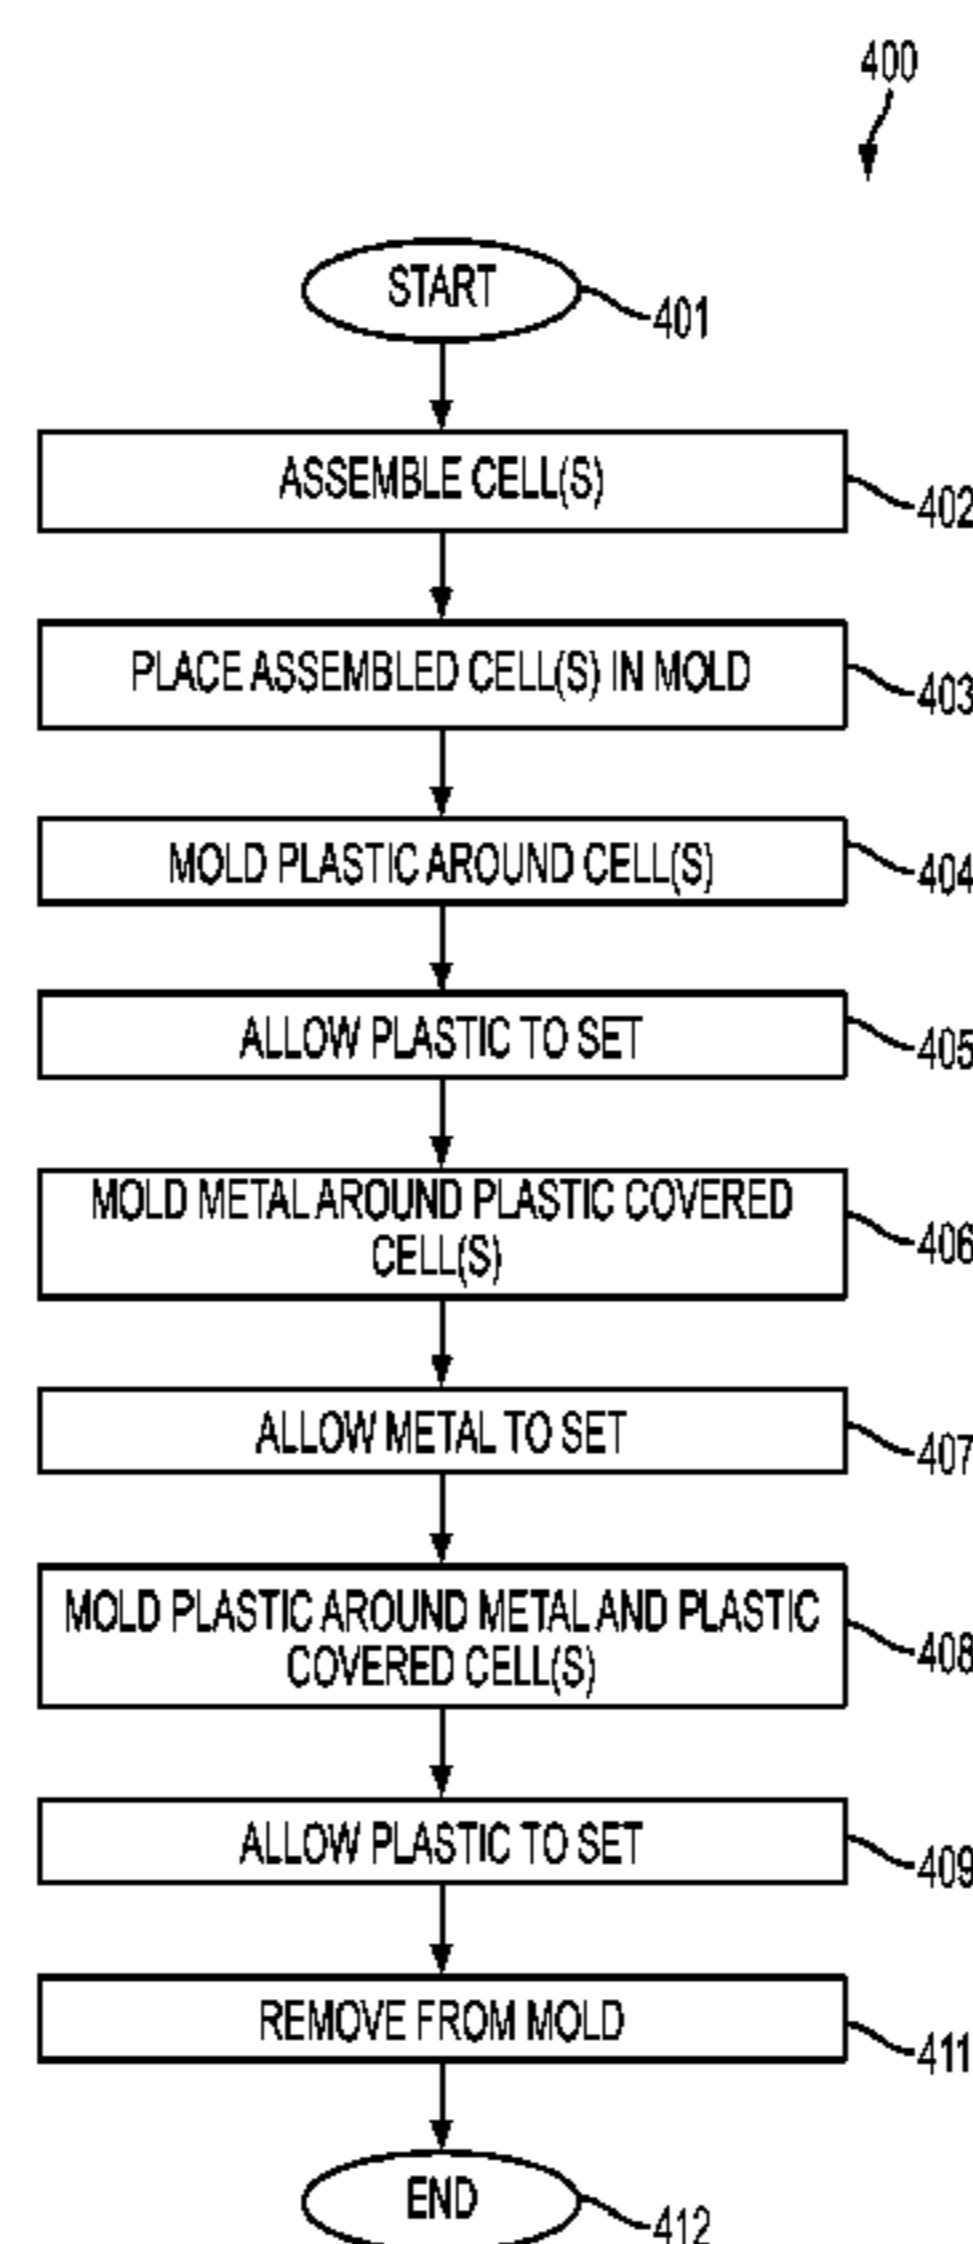 400
START
401
ASSEMBLE CELL(S)
402
PLACE ASSEMBLED CELL(S) IN MOLD
403
MOLD PLASTIC AROUND CELL(S)
404
ALLOW PLASTIC TO SET
405
MOLD METAL AROUND PLASTIC COVERED
CELL(S)
406
ALLOW METAL TO SET
407
MOLD PLASTIC AROUND METAL AND PLASTIC
COVERED CELL(S)
408
ALLOW PLASTIC TO SET
409
REMOVE FROM MOLD
411
END
412